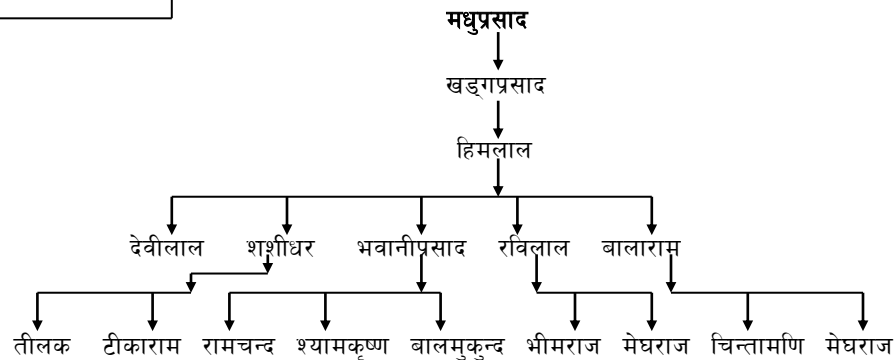 मधुप्रसाद
खड्गप्रसाद
हिमलाल
देवीलाल शशीधर भवानीप्रसाद रविलाल बालाराम
तीलक टीकाराम रामचन्द श्यामकृष्ण बालमुकुन्द भीमराज मेघराज चिन्तामणि मेघराज